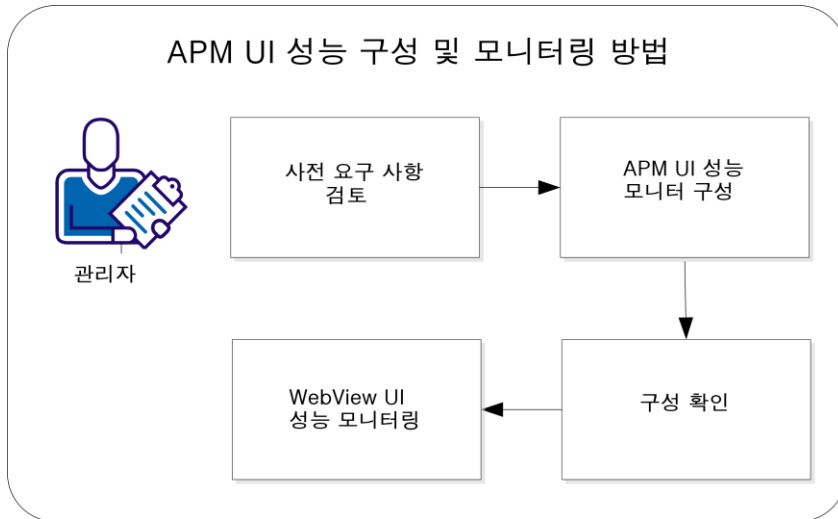 APM UI 성능 구성 및 모니터링 방법
관리자
사전 요구 사항
검토
APM UI 성능
모니터 구성
구성 확인
WebView UI
성능 모니터링